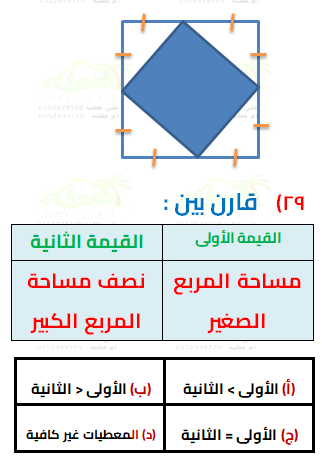 ٢٩) قارن بين :
القيمة الأولى
القيمة الثانية
مساحة المربع الصغير
نصف مساحة المربع الكبير
(أ) الأولى > الثانية
(ب) الأولى < الثانية
(ج) الأولى = الثانية
(د) المعطيات غير كافية